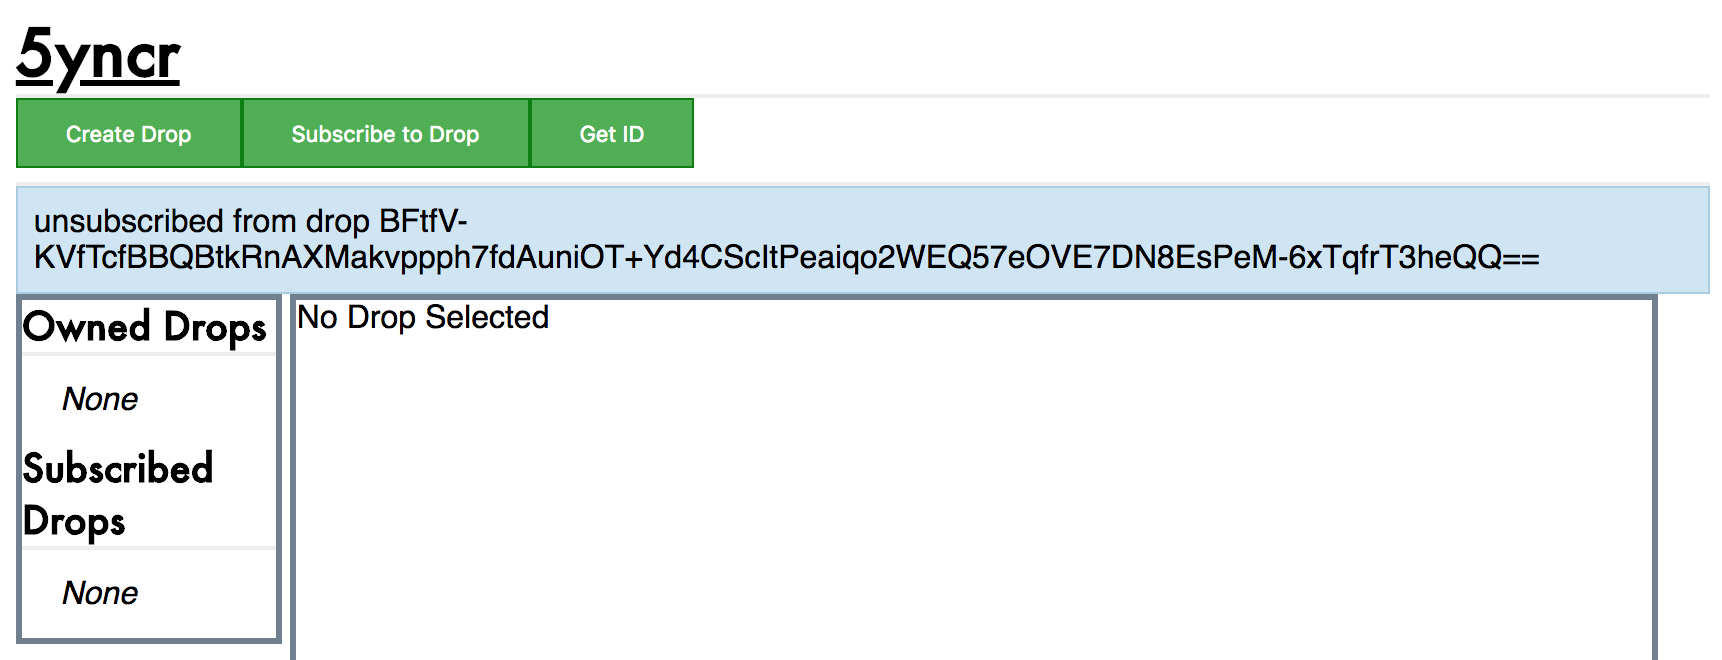 5yncr
Create Drop Subscribe to Drop Get ID
unsubscribed from drop BFtfV-
KVfTcfBBQBtkRnAXMakvppph7fdAuniOT+Yd4CScItPeaiqo2WEQ57eOVE7DN8EsPeM-6xTqfrT3heQQ==
Owned Drops
None
Subscribed
Drops
None
No Drop Selected